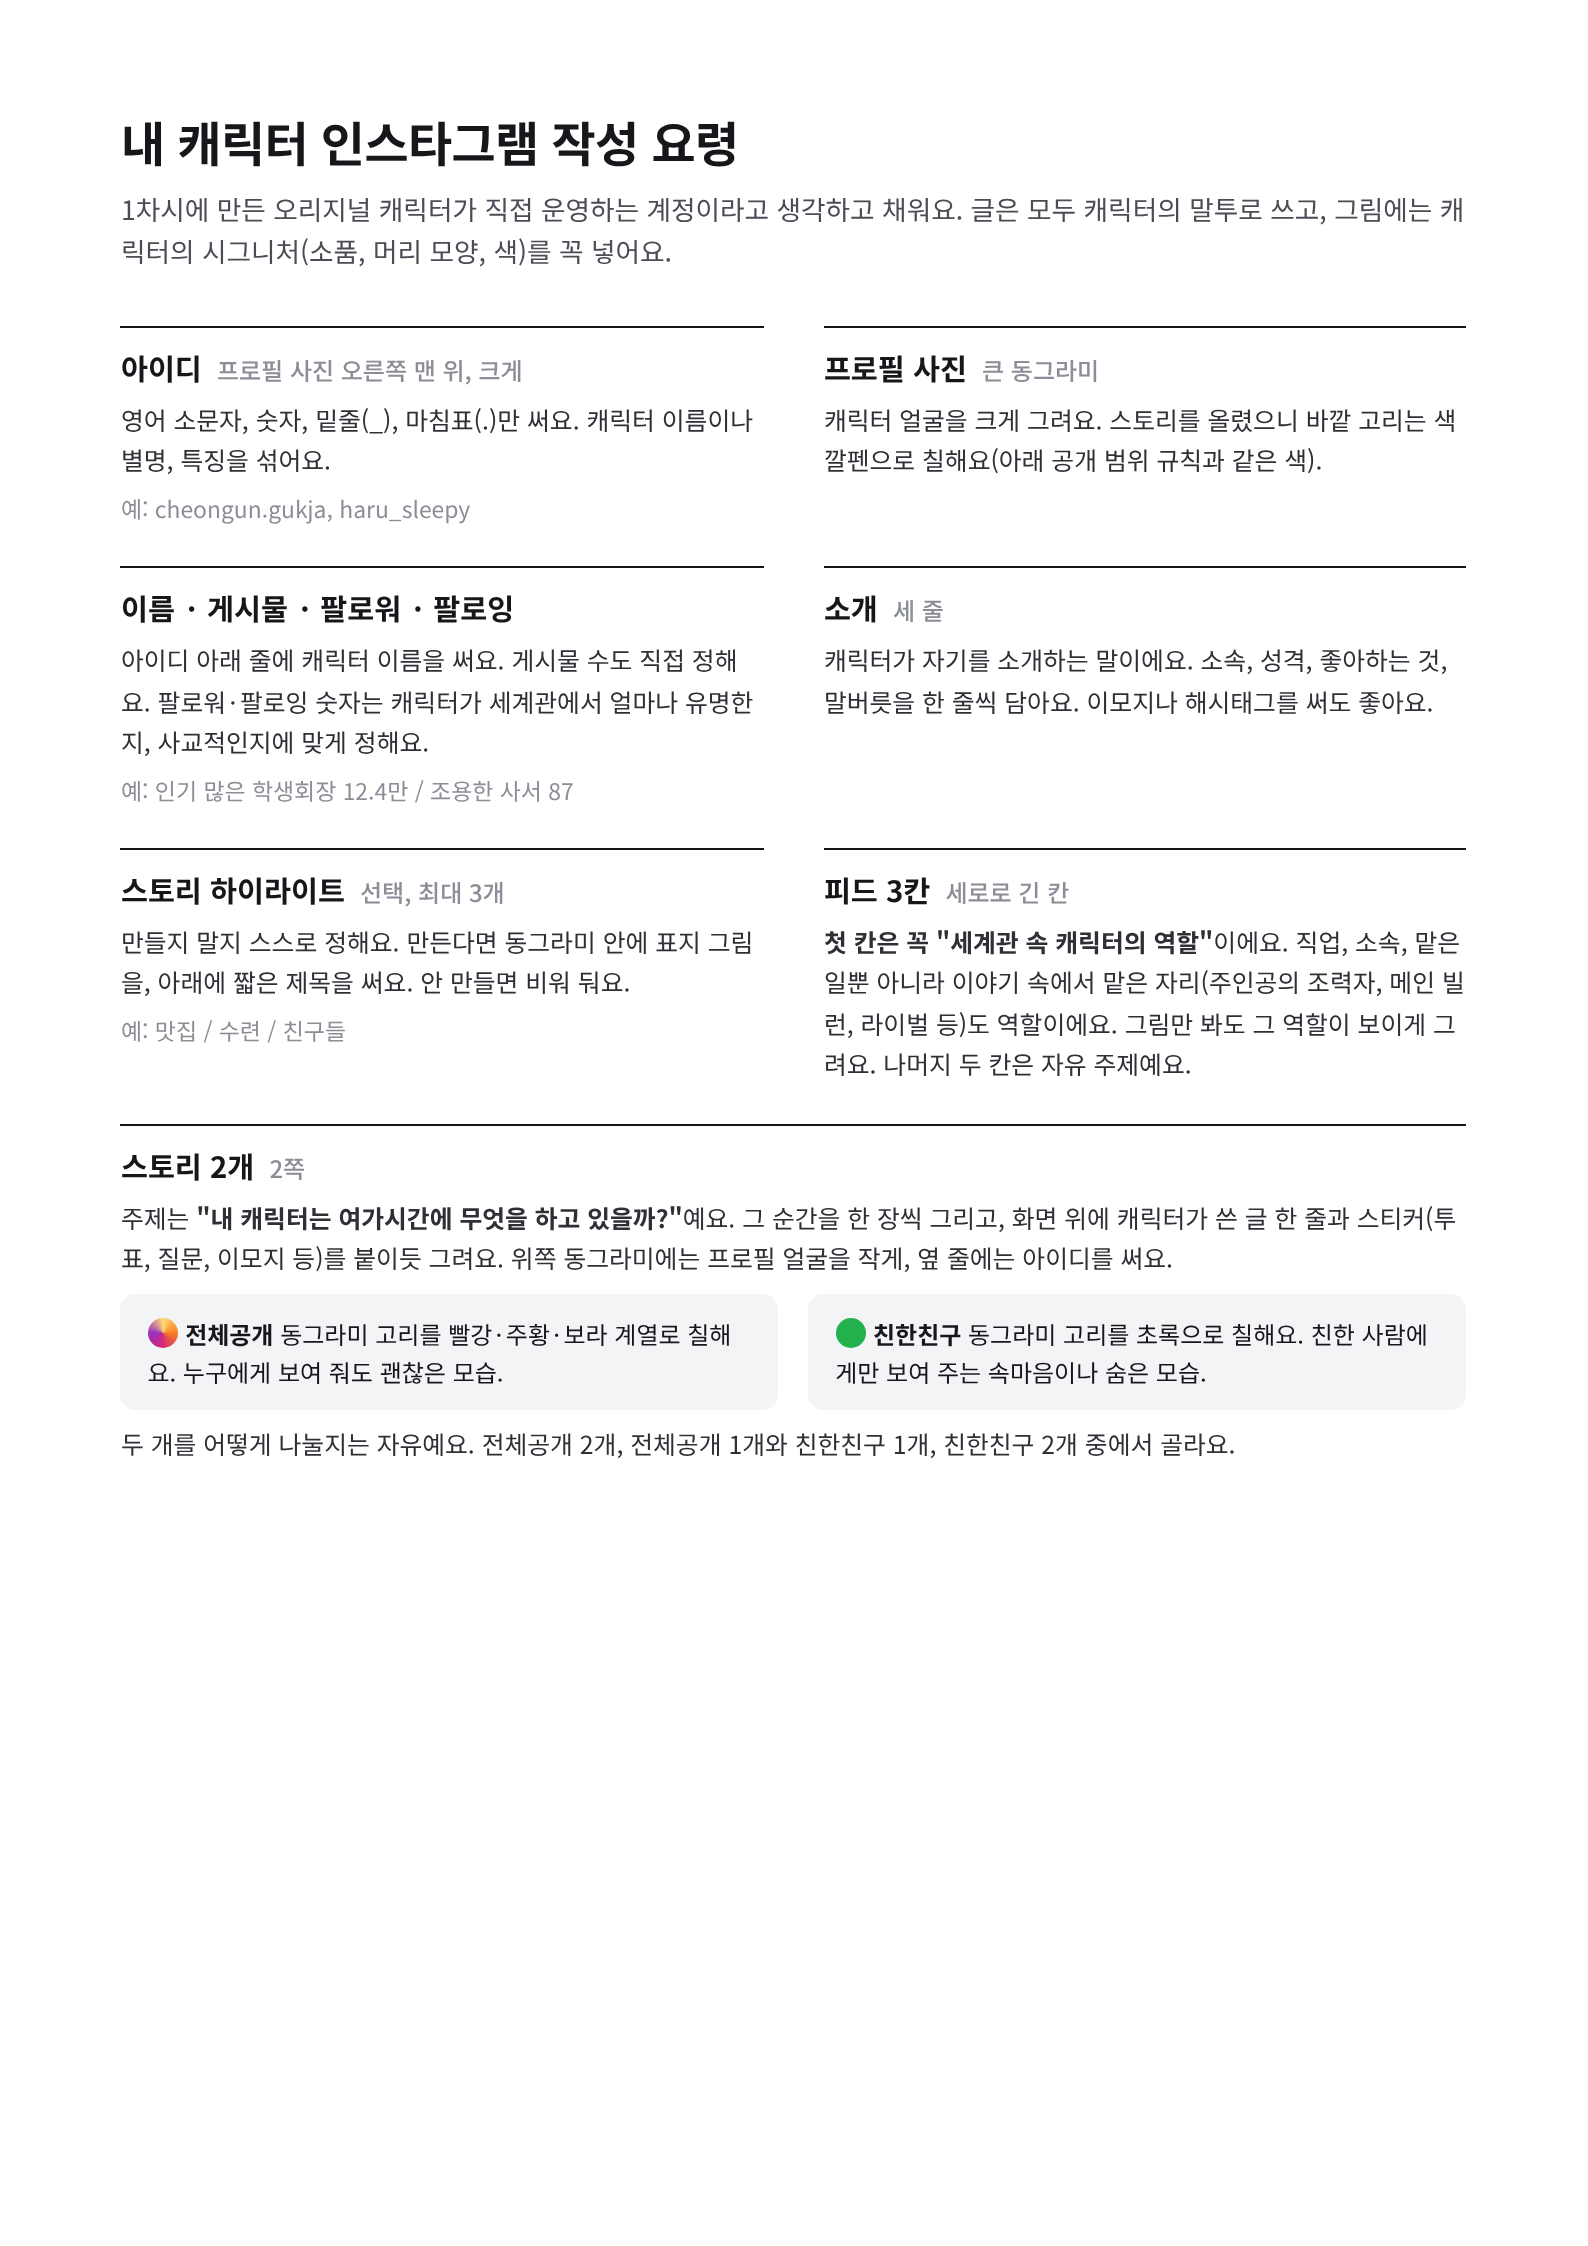 내 캐릭터 인스타그램 작성 요령
1차시에 만든 오리지널 캐릭터가 직접 운영하는 계정이라고 생각하고 채워요. 글은 모두 캐릭터의 말투로 쓰고, 그림에는 캐
릭터의 시그니처(소품, 머리 모양, 색)를 꼭 넣어요.
아이디 프로필 사진 오른쪽 맨 위, 크게
영어 소문자, 숫자, 밑줄(_), 마침표(.)만 써요. 캐릭터 이름이나
별명, 특징을 섞어요.
예: cheongun.gukja, haru_sleepy
프로필 사진 큰 동그라미
캐릭터 얼굴을 크게 그려요. 스토리를 올렸으니 바깥 고리는 색
깔펜으로 칠해요(아래 공개 범위 규칙과 같은 색).
이름 · 게시물 · 팔로워 · 팔로잉
아이디 아래 줄에 캐릭터 이름을 써요. 게시물 수도 직접 정해
요. 팔로워·팔로잉 숫자는 캐릭터가 세계관에서 얼마나 유명한
지, 사교적인지에 맞게 정해요.
예: 인기 많은 학생회장 12.4만 / 조용한 사서 87
소개 세 줄
캐릭터가 자기를 소개하는 말이에요. 소속, 성격, 좋아하는 것,
말버릇을 한 줄씩 담아요. 이모지나 해시태그를 써도 좋아요.
스토리 하이라이트 선택, 최대 3개
만들지 말지 스스로 정해요. 만든다면 동그라미 안에 표지 그림
을, 아래에 짧은 제목을 써요. 안 만들면 비워 둬요.
예: 맛집 / 수련 / 친구들
피드 3칸 세로로 긴 칸
첫 칸은 꼭 "세계관 속 캐릭터의 역할"이에요. 직업, 소속, 맡은
일뿐 아니라 이야기 속에서 맡은 자리(주인공의 조력자, 메인 빌
런, 라이벌 등)도 역할이에요. 그림만 봐도 그 역할이 보이게 그
려요. 나머지 두 칸은 자유 주제예요.
스토리 2개 2쪽
주제는 "내 캐릭터는 여가시간에 무엇을 하고 있을까?"예요. 그 순간을 한 장씩 그리고, 화면 위에 캐릭터가 쓴 글 한 줄과 스티커(투
표, 질문, 이모지 등)를 붙이듯 그려요. 위쪽 동그라미에는 프로필 얼굴을 작게, 옆 줄에는 아이디를 써요.
전체공개 동그라미 고리를 빨강·주황·보라 계열로 칠해
요. 누구에게 보여 줘도 괜찮은 모습.
친한친구 동그라미 고리를 초록으로 칠해요. 친한 사람에
게만 보여 주는 속마음이나 숨은 모습.
두 개를 어떻게 나눌지는 자유예요. 전체공개 2개, 전체공개 1개와 친한친구 1개, 친한친구 2개 중에서 골라요.